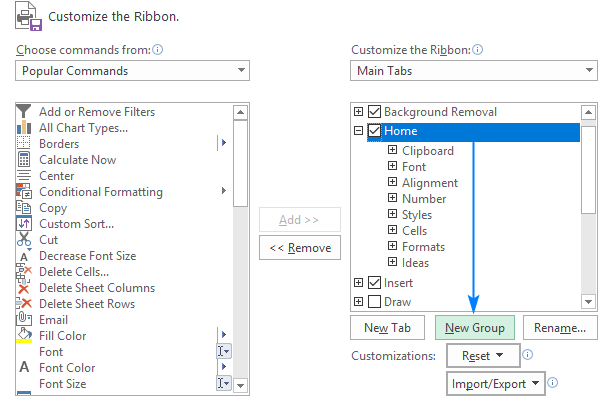 Customize the Ribbon.
Choose commands from:
Popular Commands
Add or Remove Filters
All Chart Types...
Borders
Calculate Now
Center
Conditional Formatting
Copy
Custom Sort...
Cut
Decrease Font Size
Delete Cells...
Delete Sheet Columns
Delete Sheet Rows
Email
Fill Color
Font
Font Color
Font Size
Add >>
<< Remove
Customize the Ribbon:
Main Tabs
Background Removal
Home
Clipboard
Font
Alignment
Number
Styles
Cells
Formats
Ideas
Insert
Draw
New Tab
New Group
Rename...
Customizations:
Reset
Import/Export